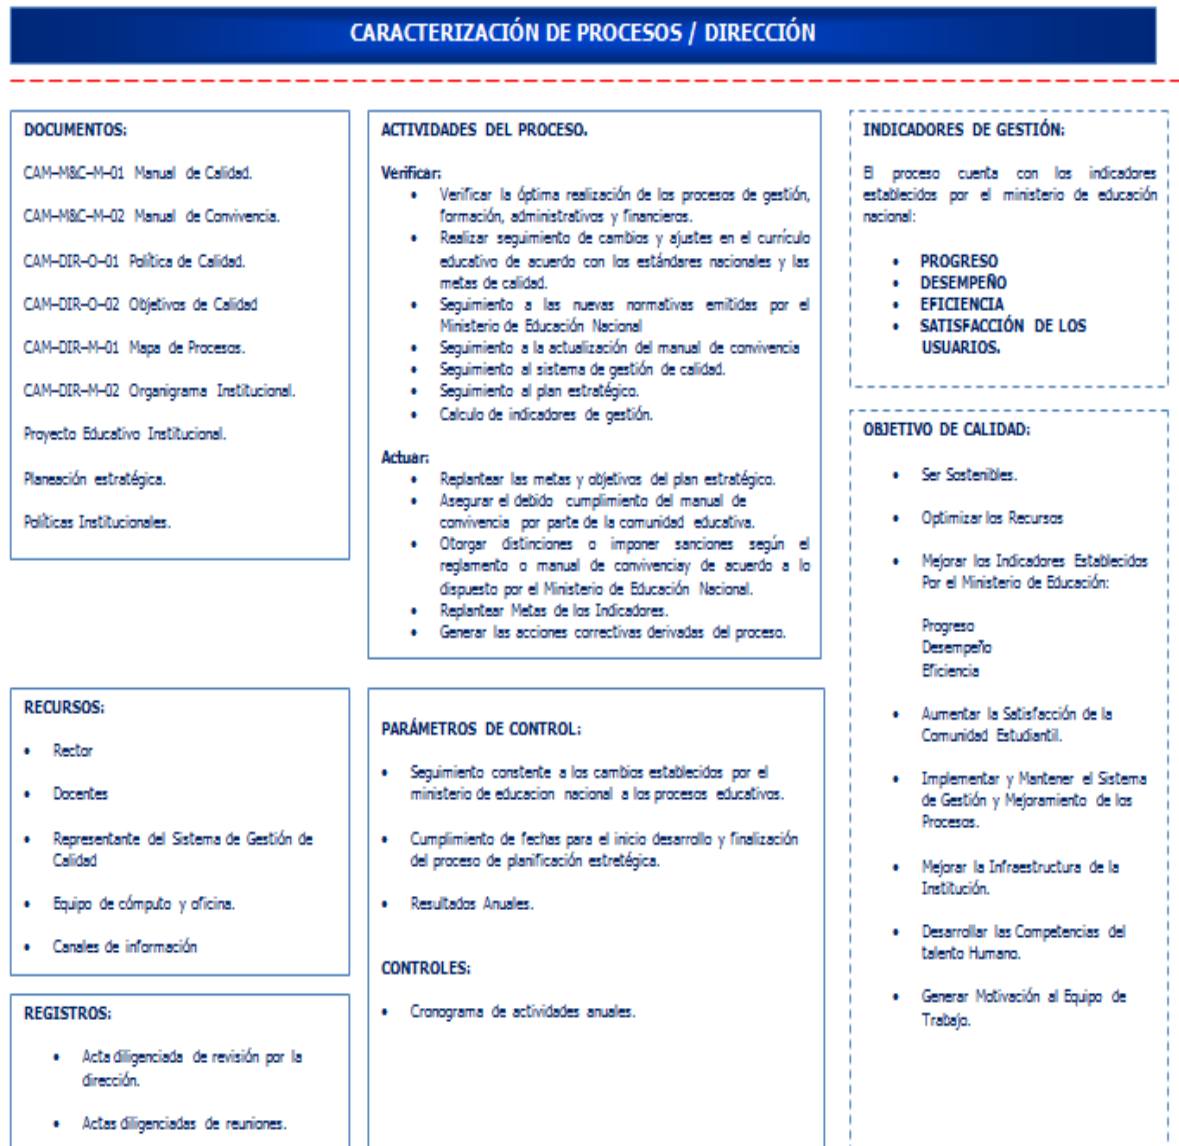 CARACTERIZACIÓN DE PROCESOS / DIRECCIÓN
DOCUMENTOS:
CAM–M&C–M–01 Manual de Calidad.
CAM–M&C–M–02 Manual de Convivencia.
CAM–DIR–O–01 Política de Calidad.
CAM–DIR–O–02 Objetivos de Calidad
CAM–DIR–M–01 Mapa de Procesos.
CAM–DIR–M–02 Organigrama Institucional.
Proyecto Educativo Institucional.
Planeación estratégica.
Políticas Institucionales.
ACTIVIDADES DEL PROCESO.
Verificar:
• Verificar la óptima realización de los procesos de gestión,
formación, administrativos y financieros.
• Realizar seguimiento de cambios y ajustes en el currículo
educativo de acuerdo con los estándares nacionales y las
metas de calidad.
• Seguimiento a las nuevas normativas emitidas por el
Ministerio de Educación Nacional
• Seguimiento a la actualización del manual de convivencia
• Seguimiento al sistema de gestión de calidad.
• Seguimiento al plan estratégico.
• Calculo de indicadores de gestión.
Actuar:
• Replantear las metas y objetivos del plan estratégico.
• Asegurar el debido cumplimiento del manual de
convivencia por parte de la comunidad educativa.
• Otorgar distinciones o imponer sanciones según el
reglamento o manual de convivenciay de acuerdo a lo
dispuesto por el Ministerio de Educación Nacional.
• Replantear Metas de los Indicadores.
• Generar las acciones correctivas derivadas del proceso.
INDICADORES DE GESTIÓN:
El proceso cuenta con los indicadores
establecidos por el ministerio de educación
nacional:
• PROGRESO
• DESEMPEÑO
• EFICIENCIA
• SATISFACCIÓN DE LOS
USUARIOS.
OBJETIVO DE CALIDAD:
• Ser Sostenibles.
• Optimizar los Recursos
• Mejorar los Indicadores Establecidos
Por el Ministerio de Educación:
Progreso
Desempeño
Eficiencia
• Aumentar la Satisfacción de la
Comunidad Estudiantil.
• Implementar y Mantener el Sistema
de Gestión y Mejoramiento de los
Procesos.
• Mejorar la Infraestructura de la
Institución.
• Desarrollar las Competencias del
talento Humano.
• Generar Motivación al Equipo de
Trabajo.
RECURSOS:
• Rector
• Docentes
• Representante del Sistema de Gestión de
Calidad
• Equipo de cómputo y oficina.
• Canales de información
PARÁMETROS DE CONTROL:
• Seguimiento constente a los cambios establecidos por el
ministerio de educacion nacional a los procesos educativos.
• Cumplimiento de fechas para el inicio desarrollo y finalización
del proceso de planificación estretégica.
• Resultados Anuales.
CONTROLES:
• Cronograma de actividades anuales.
REGISTROS:
• Acta diligenciada de revisión por la
dirección.
• Actas diligenciadas de reuniones.